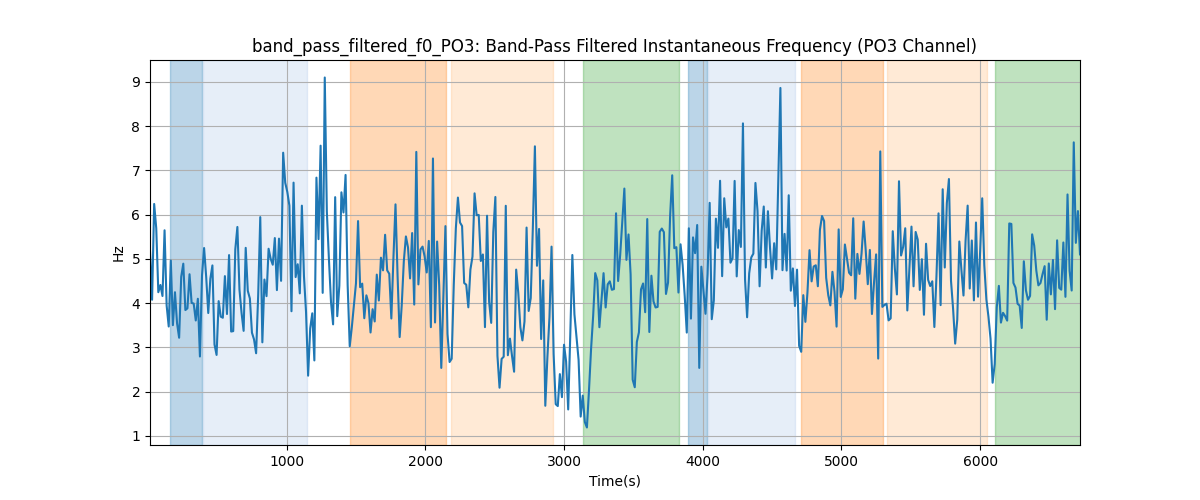 band_pass_filtered_f0_PO3: Band-Pass Filtered Instantaneous Frequency (PO3 Channel)
9
8
7
6
5
4
3
2
1
Hz
1000 2000 3000 4000 5000 6000
Time(s)